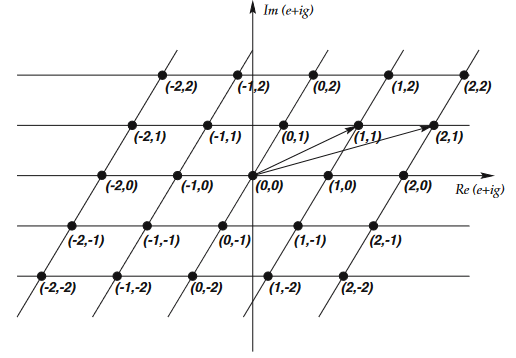 Im (e+ig)
(-2,2) (-1,2) (0,2) (1,2) (2,2)
(-2,1) (-1,1) (0,1) (1,1) (2,1)
(-2,0) (-1,0) (0,0) (1,0) (2,0) Re (e+ig)
(-2,-1) (-1,-1) (0,-1) (1,-1) (2,-1)
(-2,-2) (-1,-2) (0,-2) (1,-2) (2,-2)